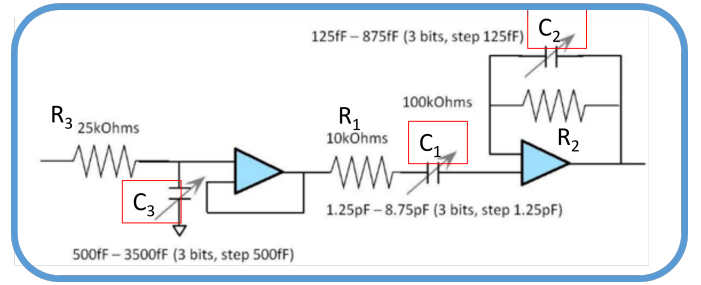 125fF – 875fF (3 bits, step 125fF)
C2
R3
25kOhms
R1
10kOhms
100kOhms
C1
R2
C3
1.25pF – 8.75pF (3 bits, step 1.25pF)
500fF – 3500fF (3 bits, step 500fF)